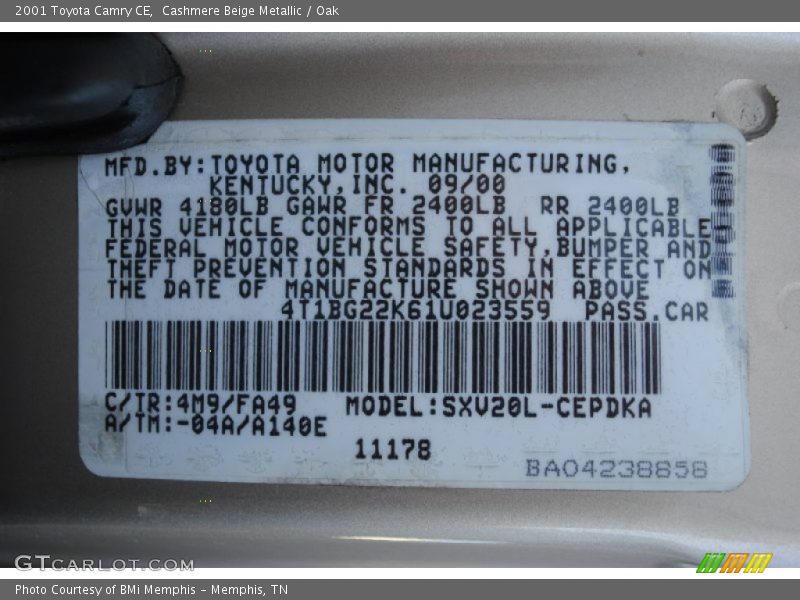 2001 Toyota Camry CE,  Cashmere Beige Metallic / Oak
MFD.BY:TOYOTA MOTOR MANUFACTURING,
KENTUCKY,INC. 09/00
GVWR 4180LB GAWR FR 2400LB  RR 2400LB
THIS VEHICLE CONFORMS TO ALL APPLICABLE
FEDERAL MOTOR VEHICLE SAFETY,BUMPER AND
THEFT PREVENTION STANDARDS IN EFFECT ON
THE DATE OF MANUFACTURE SHOWN ABOVE
4T1BG22K61U023559  PASS.CAR
C/TR:4M9/FA49  MODEL:SXV20L-CEPDKA
A/TM:-04A/A140E
11178
BA04238858
GTCARLOT.COM
Photo Courtesy of BMi Memphis - Memphis, TN